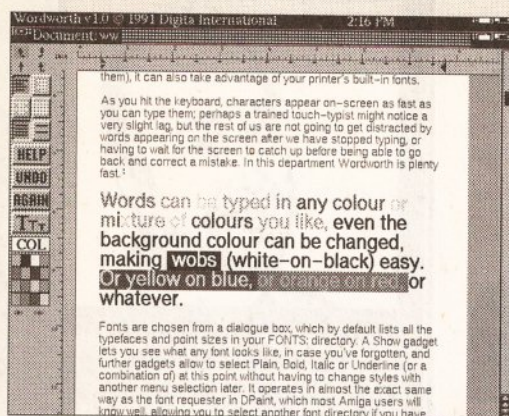 Wordworth v1.0 © 1991 Digita International 2:16 PM
Document: ww
them), it can also take advantage of your printer's built-in fonts.
As you hit the keyboard, characters appear on-screen as fast as
you can type them; perhaps a trained touch-typist might notice a
very slight lag, but the rest of us are not going to get distracted by
words appearing on the screen after we have stopped typing, or
having to wait for the screen to catch up before being able to go
back and correct a mistake. In this department Wordworth is plenty
fast.¹
HELP
UNDO
AGAIN
TTT
COL
Words can be typed in any colour or
mixture of colours you like, even the
background colour can be changed,
making wobs (white-on-black) easy.
Or yellow on blue, or orange on red, or
whatever.
Fonts are chosen from a dialogue box, which by default lists all the
typefaces and point sizes in your FONTS: directory. A Show gadget
lets you see what any font looks like, in case you've forgotten, and
further gadgets allow to select Plain, Bold, Italic or Underline (or a
combination of) at this point without having to change styles with
another menu selection later. It operates in almost the exact same
way as the font requester in DPaint, which most Amiga users will
know well, allowing you to select another font directory if you have